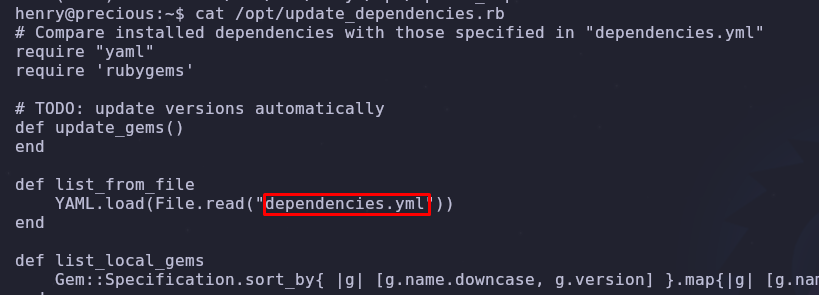 henry@precious:~$ cat /opt/update_dependencies.rb
# Compare installed dependencies with those specified in "dependencies.yml"
require "yaml"
require 'rubygems'
# TODO: update versions automatically
def update_gems()
end
def list_from_file
YAML.load(File.read("dependencies.yml"))
end
def list_local_gems
Gem::Specification.sort_by{ |g| [g.name.downcase, g.version] }.map{|g| [g.na